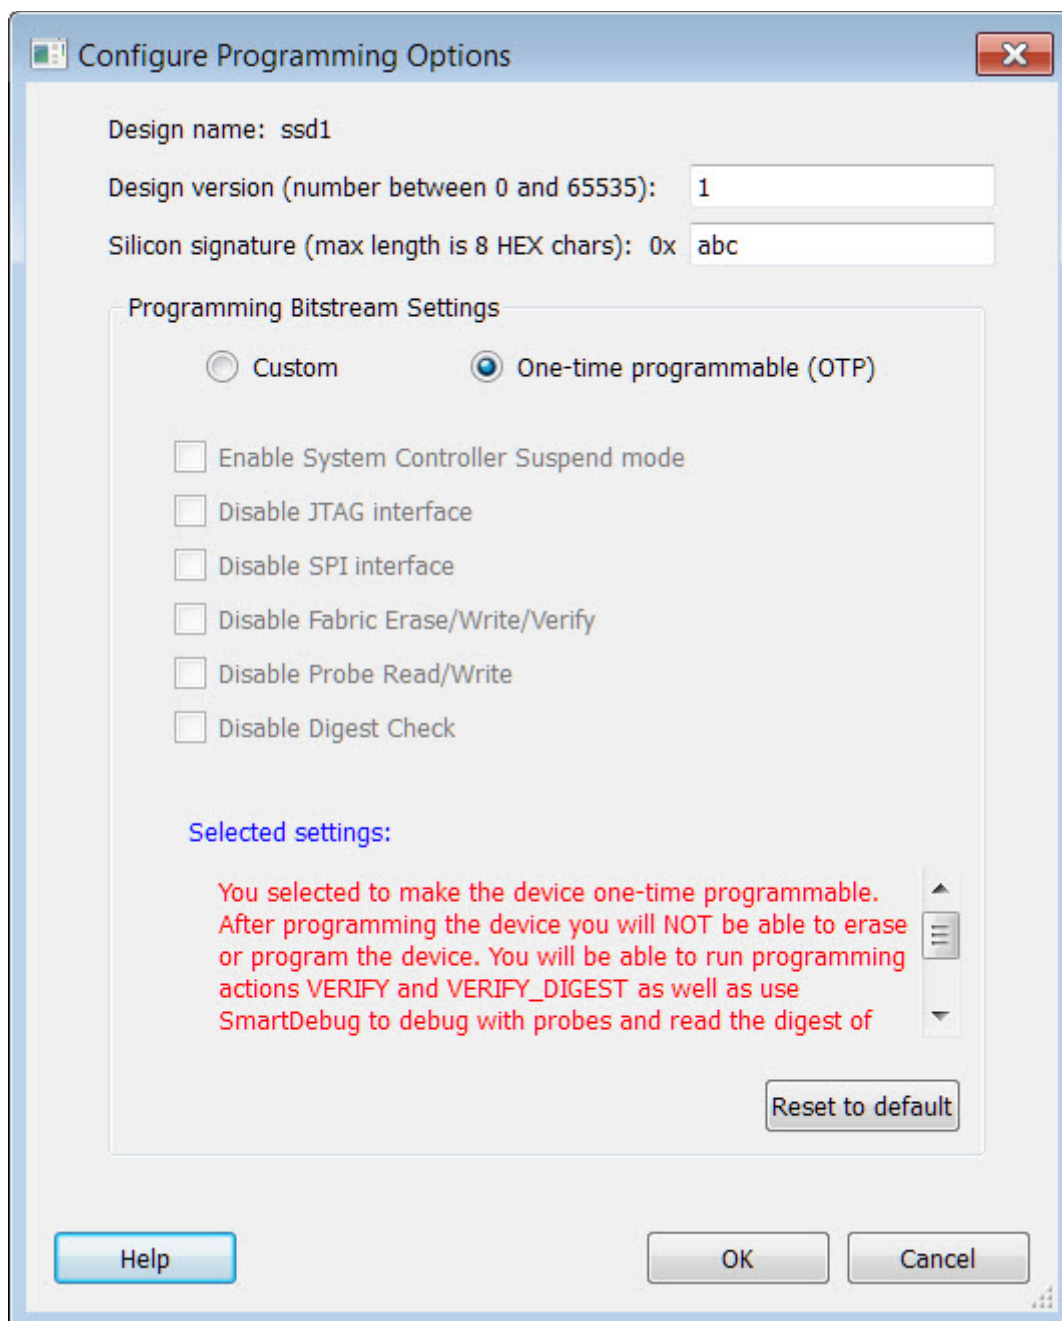 Configure Programming Options
Design name: ssd1
Design version (number between 0 and 65535): 1
Silicon signature (max length is 8 HEX chars): 0x abc
Programming Bitstream Settings
Custom One-time programmable (OTP)
Enable System Controller Suspend mode
Disable JTAG interface
Disable SPI interface
Disable Fabric Erase/Write/Verify
Disable Probe Read/Write
Disable Digest Check
Selected settings:
You selected to make the device one-time programmable.
After programming the device you will NOT be able to erase
or program the device. You will be able to run programming
actions VERIFY and VERIFY_DIGEST as well as use
SmartDebug to debug with probes and read the digest of
Reset to default
Help OK Cancel